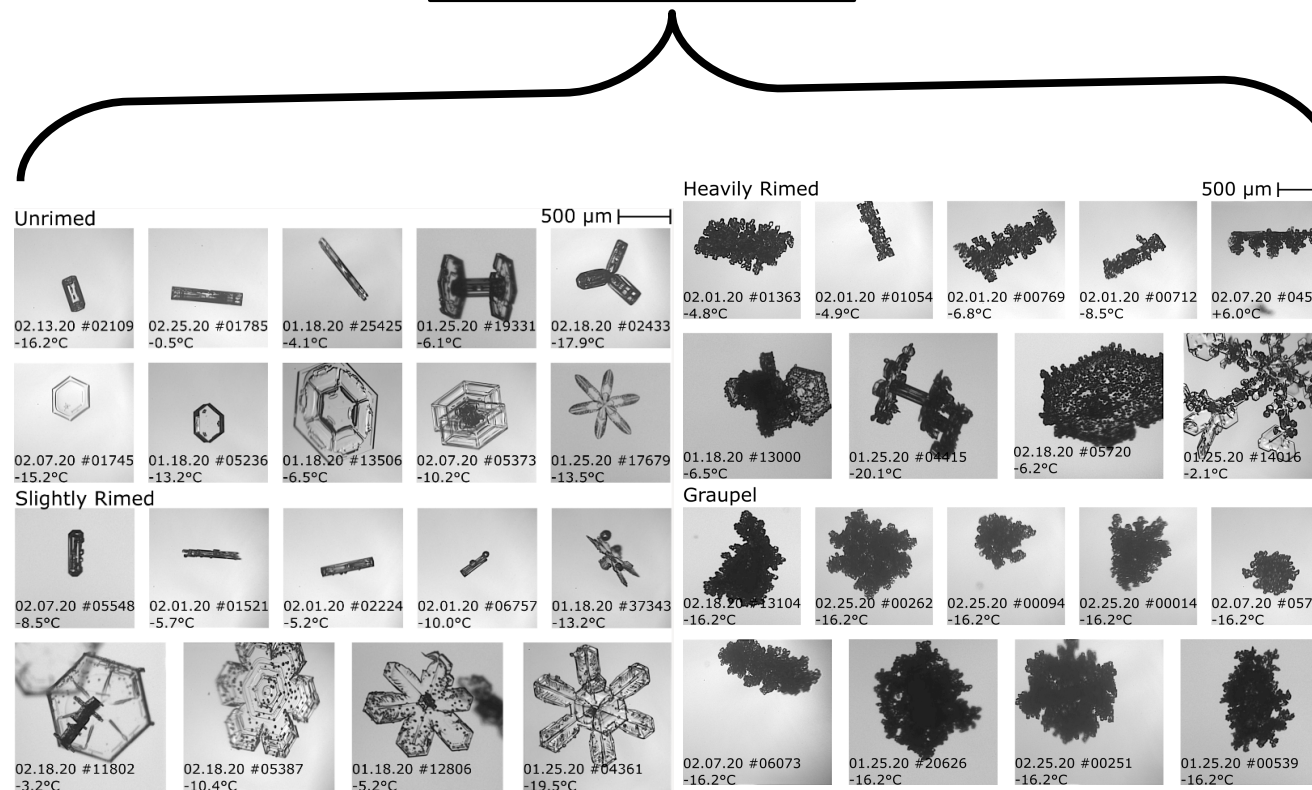 Unrimed
500 µm
02.13.20 #02109
-16.2°C
02.25.20 #01785
-0.5°C
01.18.20 #25425
-4.1°C
01.25.20 #19331
-6.1°C
02.18.20 #02433
-17.9°C
02.07.20 #01745
-15.2°C
01.18.20 #05236
-13.2°C
01.18.20 #13506
-6.5°C
02.07.20 #05373
-10.2°C
01.25.20 #17679
-13.5°C
Slightly Rimed
02.07.20 #05548
-8.5°C
02.01.20 #01521
-5.7°C
02.01.20 #02224
-5.2°C
02.01.20 #06757
-10.0°C
01.18.20 #37343
-13.2°C
02.18.20 #11802
-3.2°C
02.18.20 #05387
-10.4°C
01.18.20 #12806
-5.2°C
01.25.20 #04361
-19.5°C
Heavily Rimed
500 µm
02.01.20 #01363
-4.8°C
02.01.20 #01054
-4.9°C
02.01.20 #00769
-6.8°C
02.01.20 #00712
-8.5°C
02.07.20 #045
+6.0°C
01.18.20 #13000
-6.5°C
01.25.20 #04415
-20.1°C
02.18.20 #05720
-6.2°C
01.25.20 #14016
-2.1°C
Graupel
02.18.20 #13104
-16.2°C
02.25.20 #00262
-16.2°C
02.25.20 #00094
-16.2°C
02.25.20 #00014
-16.2°C
02.07.20 #057
-16.2°C
02.07.20 #06073
-16.2°C
01.25.20 #20626
-16.2°C
02.25.20 #00251
-16.2°C
01.25.20 #00539
-16.2°C